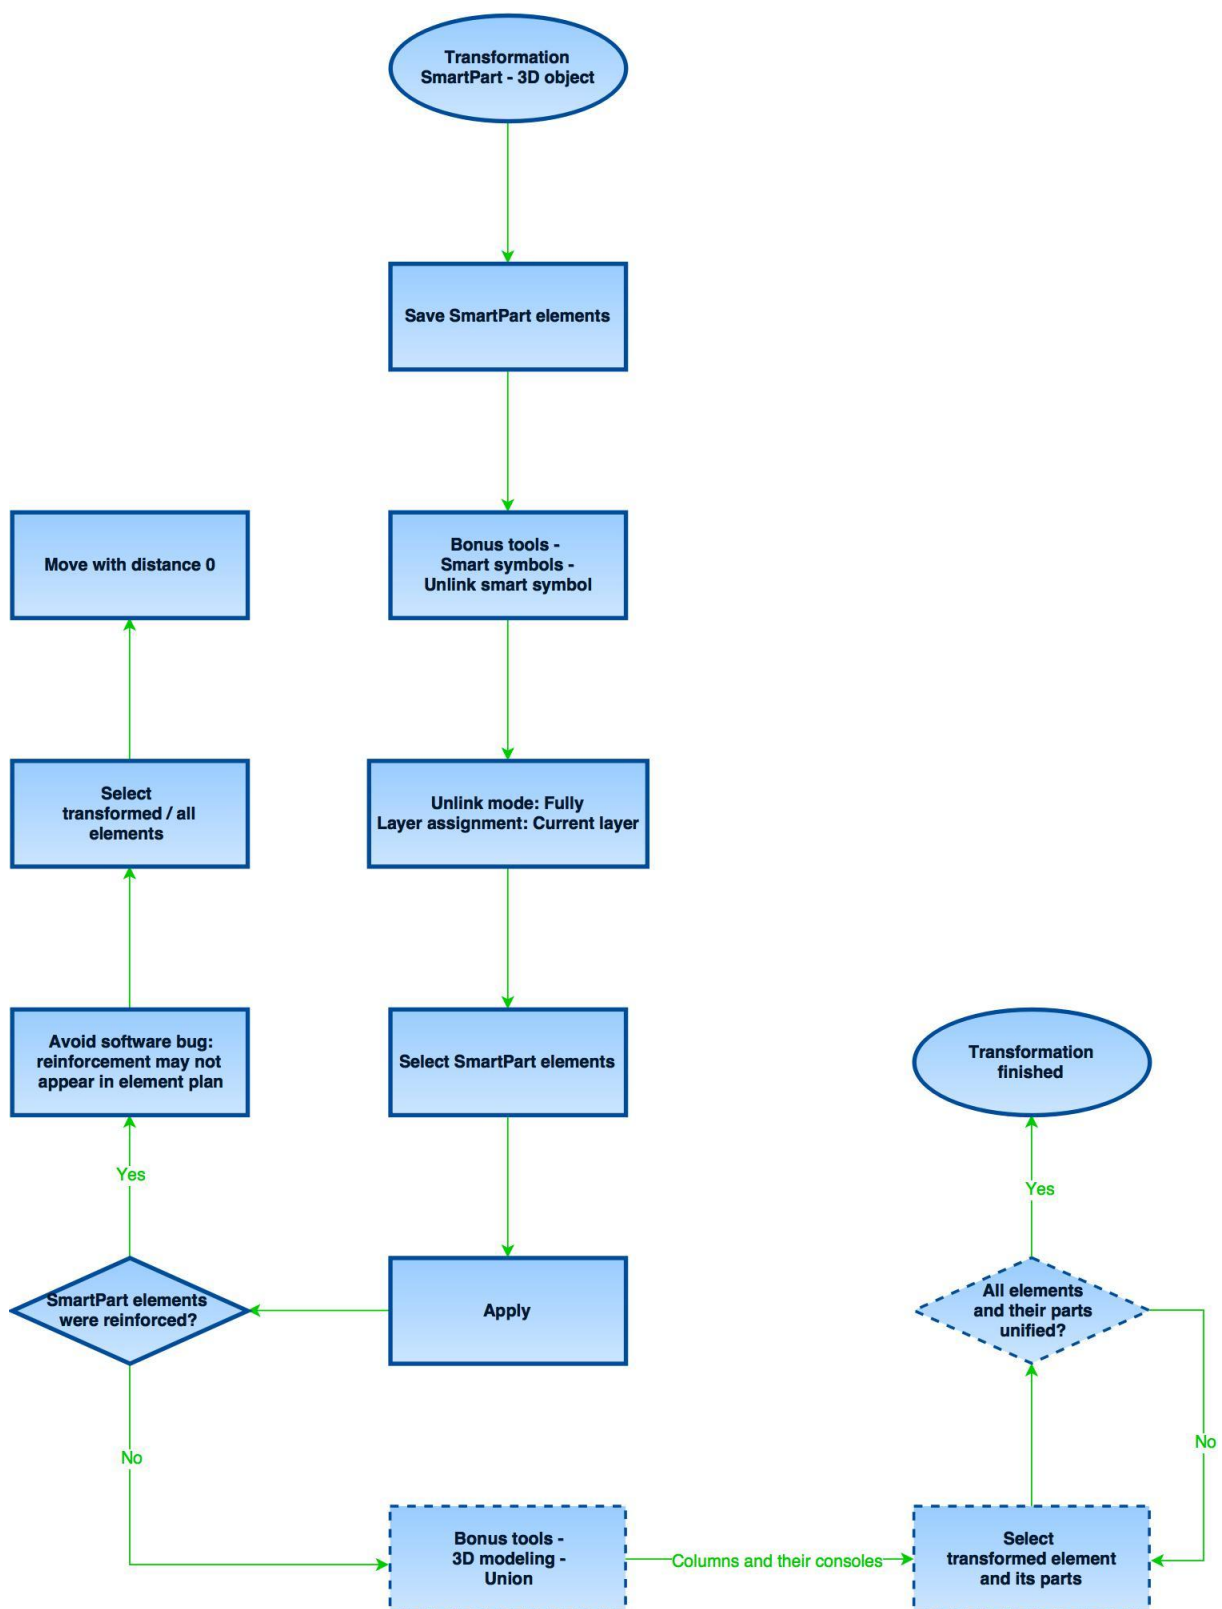 Transformation
SmartPart - 3D object
Save SmartPart elements
Bonus tools -
Smart symbols -
Unlink smart symbol
Unlink mode: Fully
Layer assignment: Current layer
Select SmartPart elements
Apply
SmartPart elements
were reinforced?
Yes
Avoid software bug:
reinforcement may not
appear in element plan
Select
transformed / all
elements
Move with distance 0
No
Bonus tools -
3D modeling -
Union
Columns and their consoles
Select
transformed element
and its parts
All elements
and their parts
unified?
No
Yes
Transformation
finished